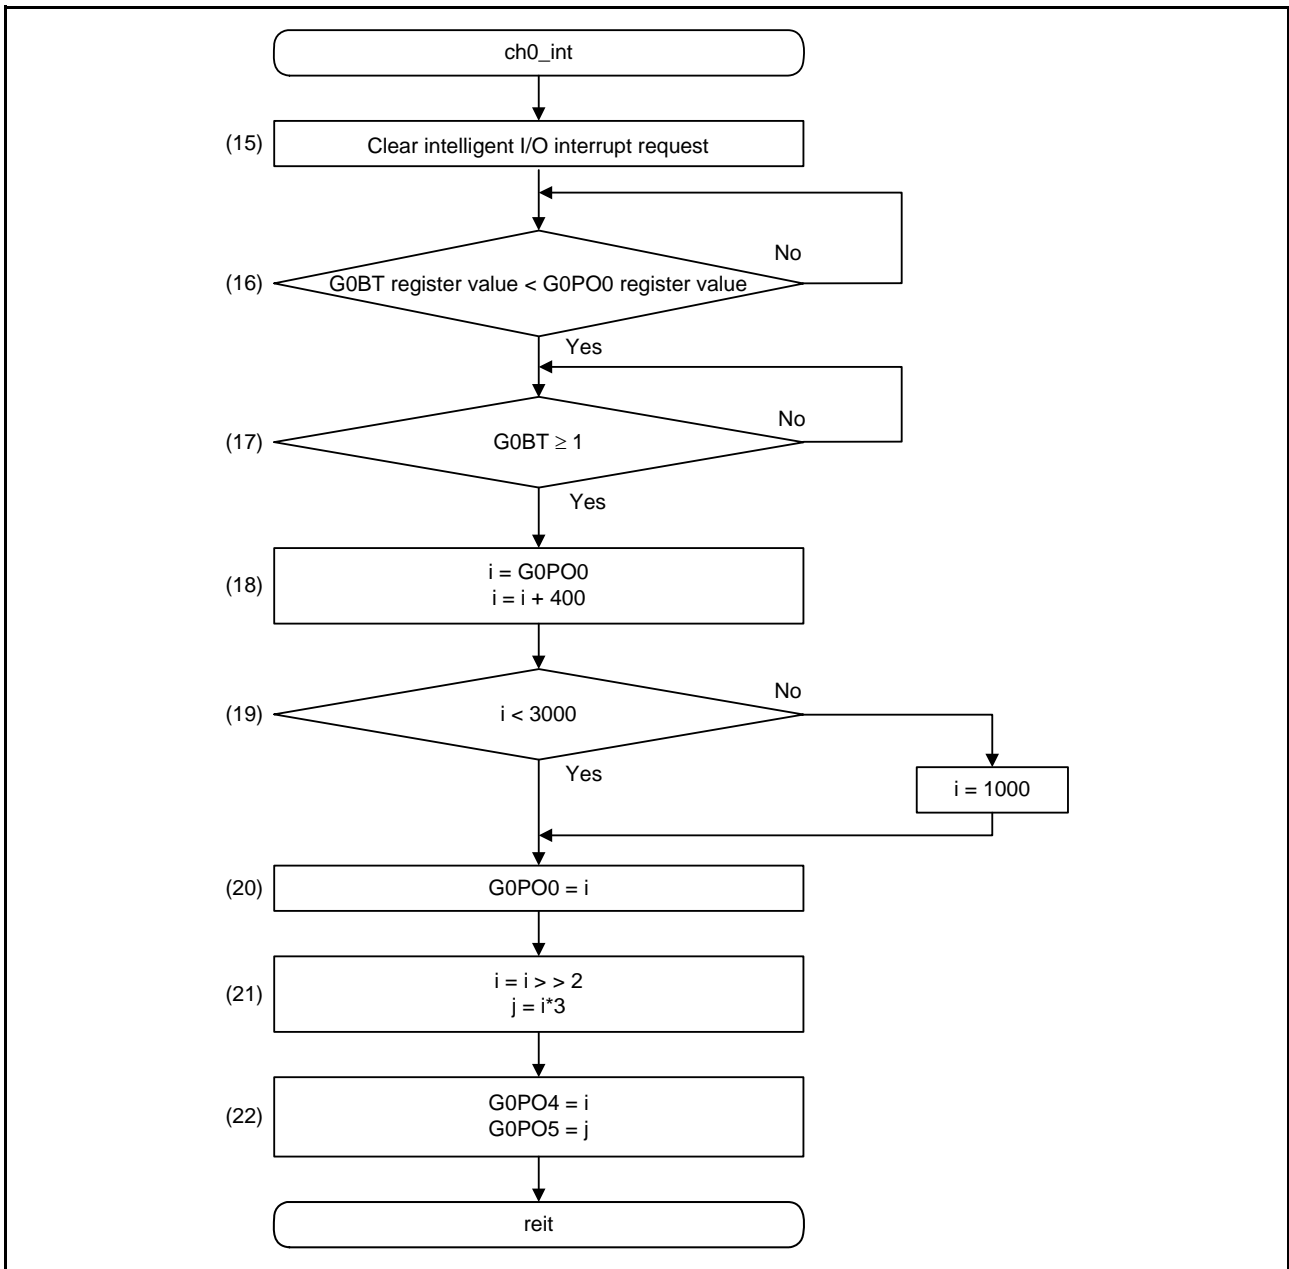 ch0_int
(15)
Clear intelligent I/O interrupt request
No
(16)
G0BT register value < G0PO0 register value
Yes
No
(17)
G0BT ≥ 1
Yes
(18)
i = G0PO0
i = i + 400
No
(19)
i < 3000
Yes
i = 1000
(20)
G0PO0 = i
(21)
i = i > > 2
j = i*3
(22)
G0PO4 = i
G0PO5 = j
reit